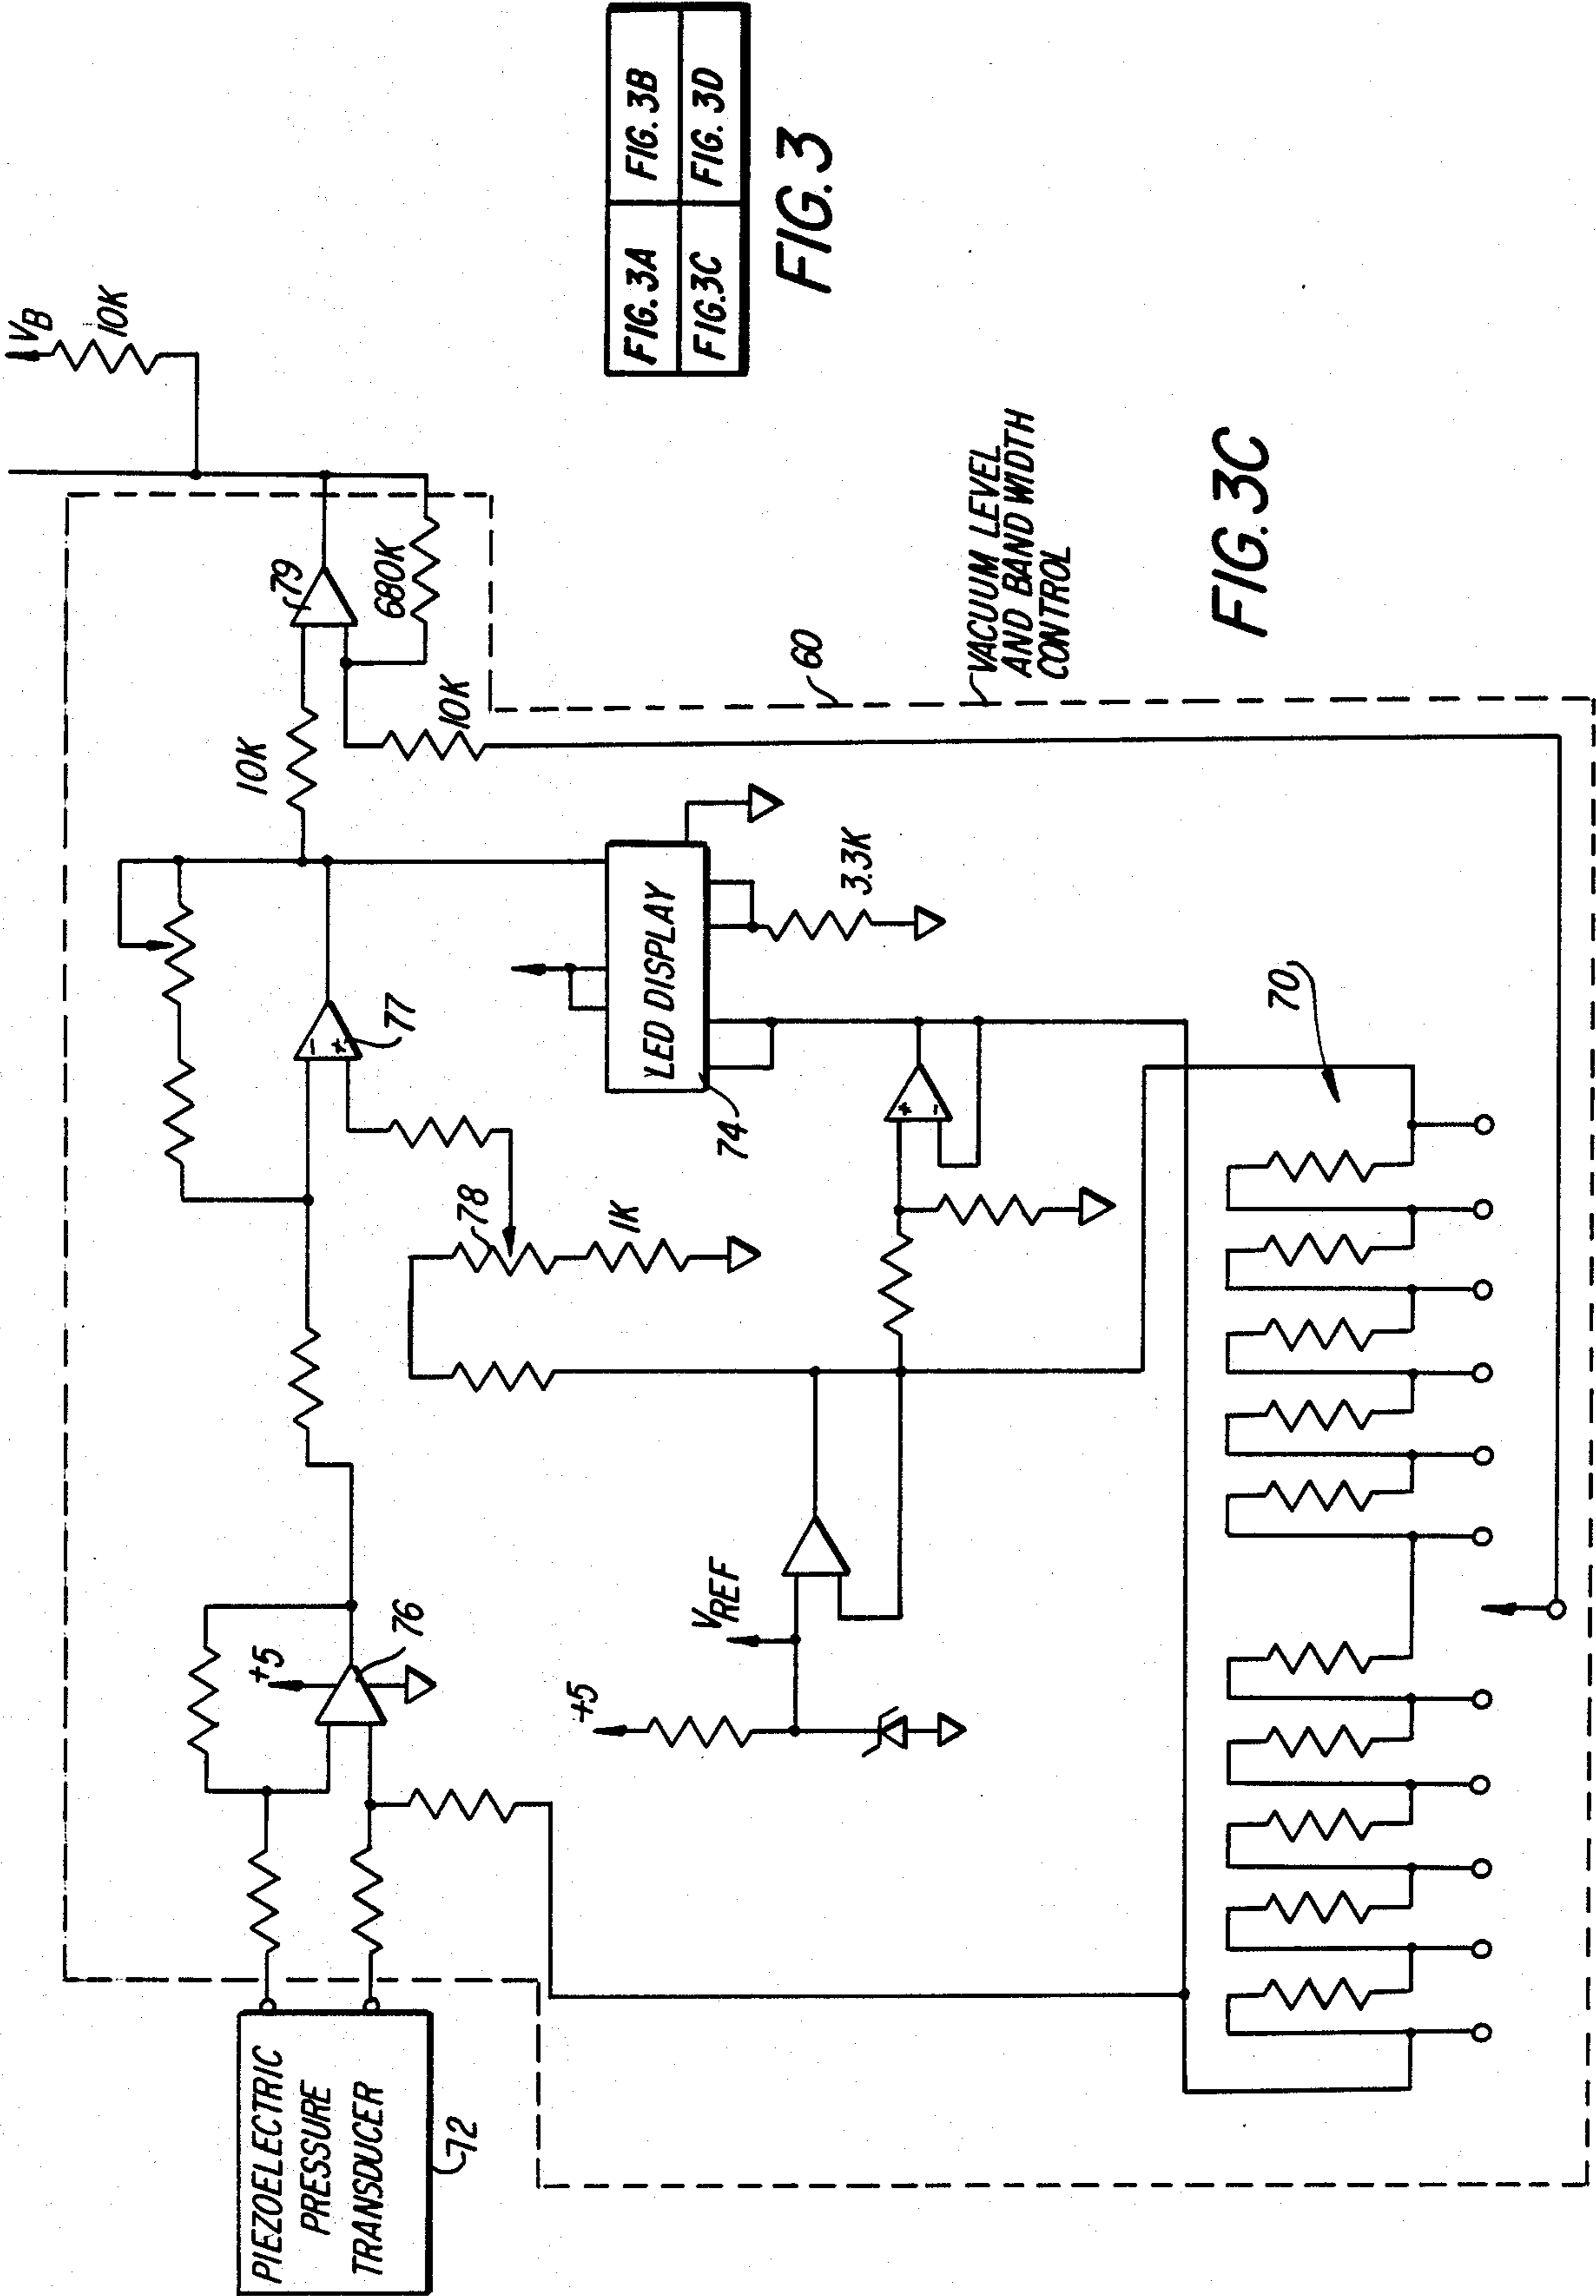 VB
10K
79
680K
10K
10K
60
VACUUM LEVEL
AND BAND WIDTH
CONTROL
77
LED DISPLAY
74
3.3K
78
1K
+5
76
VREF
+5
70
PIEZOELECTRIC
PRESSURE
TRANSDUCER
72
- +
+ -
FIG. 3A FIG. 3B
FIG. 3C FIG. 3D
FIG. 3
FIG. 3C